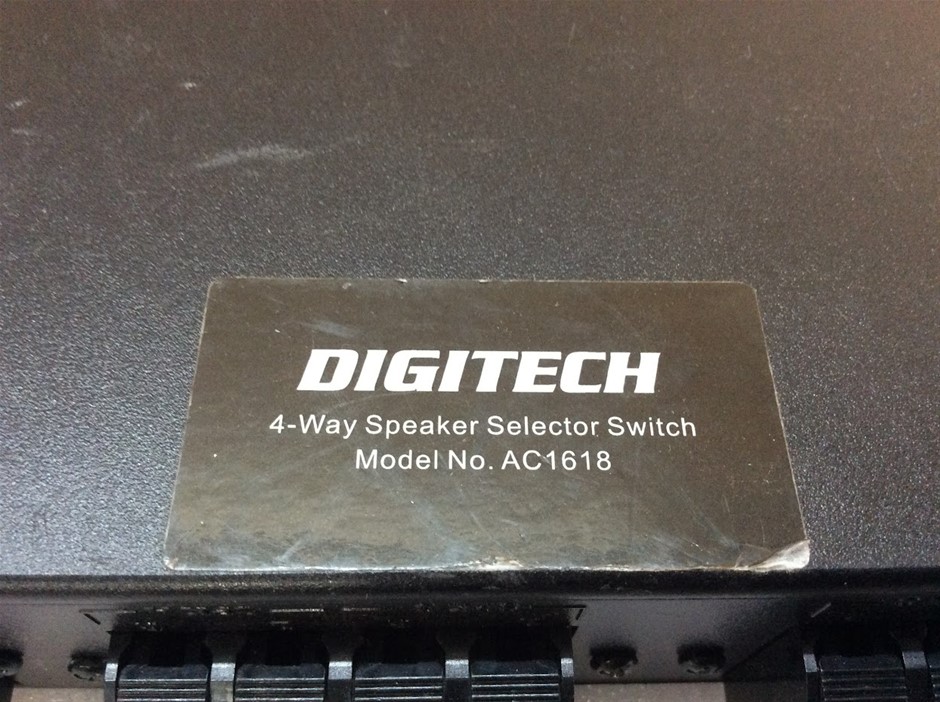 DIGITECH
4-Way Speaker Selector Switch
Model No. AC1618